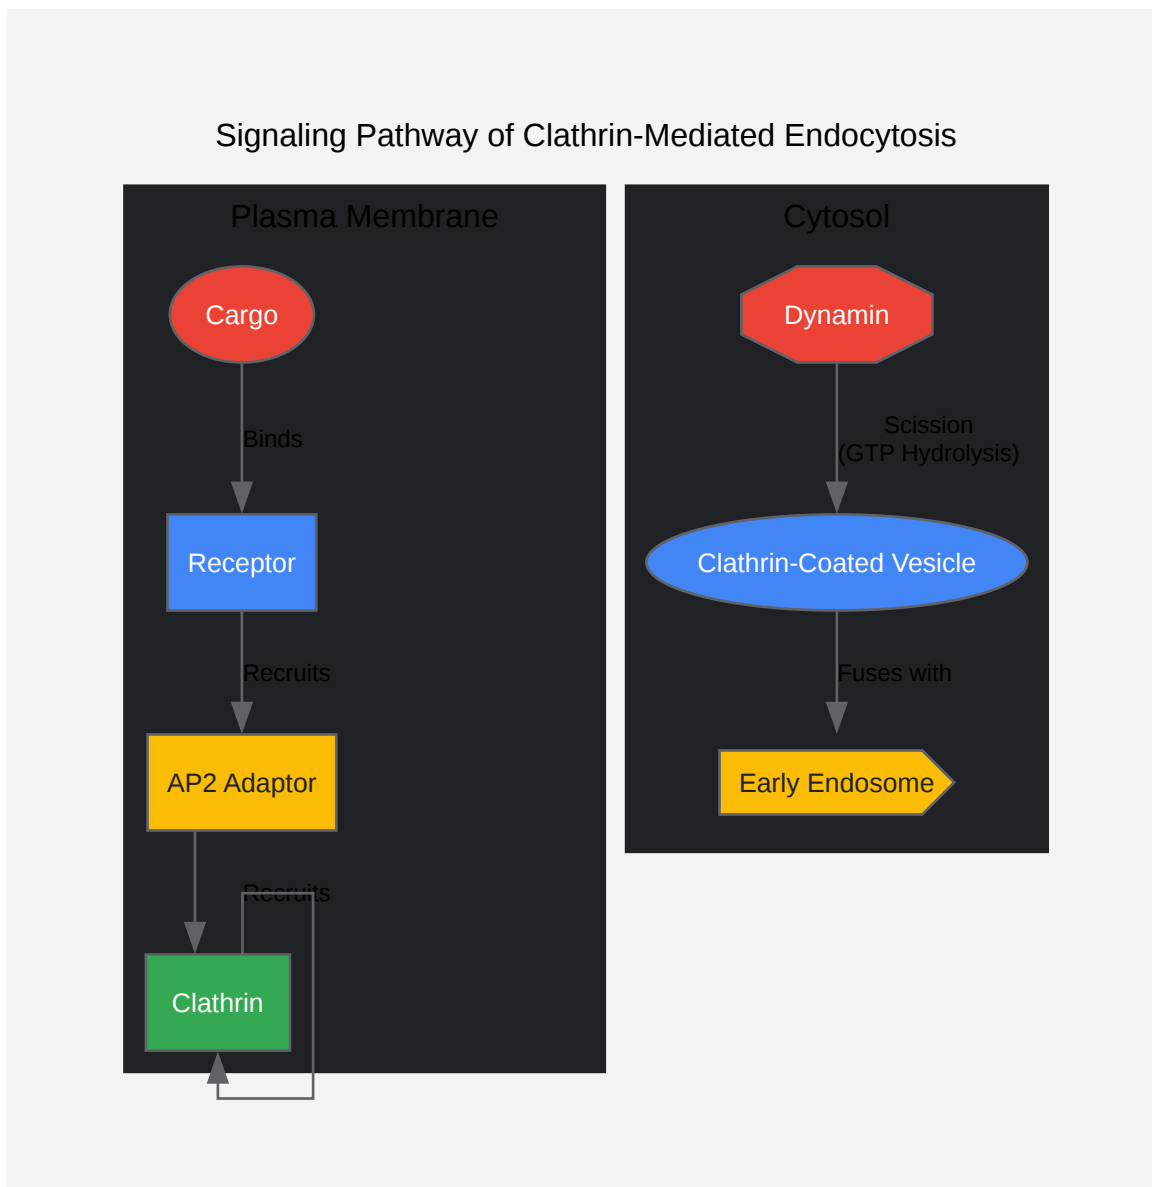 Signaling Pathway of Clathrin-Mediated Endocytosis
Plasma Membrane
Cargo
Binds
Receptor
Recruits
AP2 Adaptor
Recruits
Clathrin
Cytosol
Dynamin
Scission
(GTP Hydrolysis)
Clathrin-Coated Vesicle
Fuses with
Early Endosome